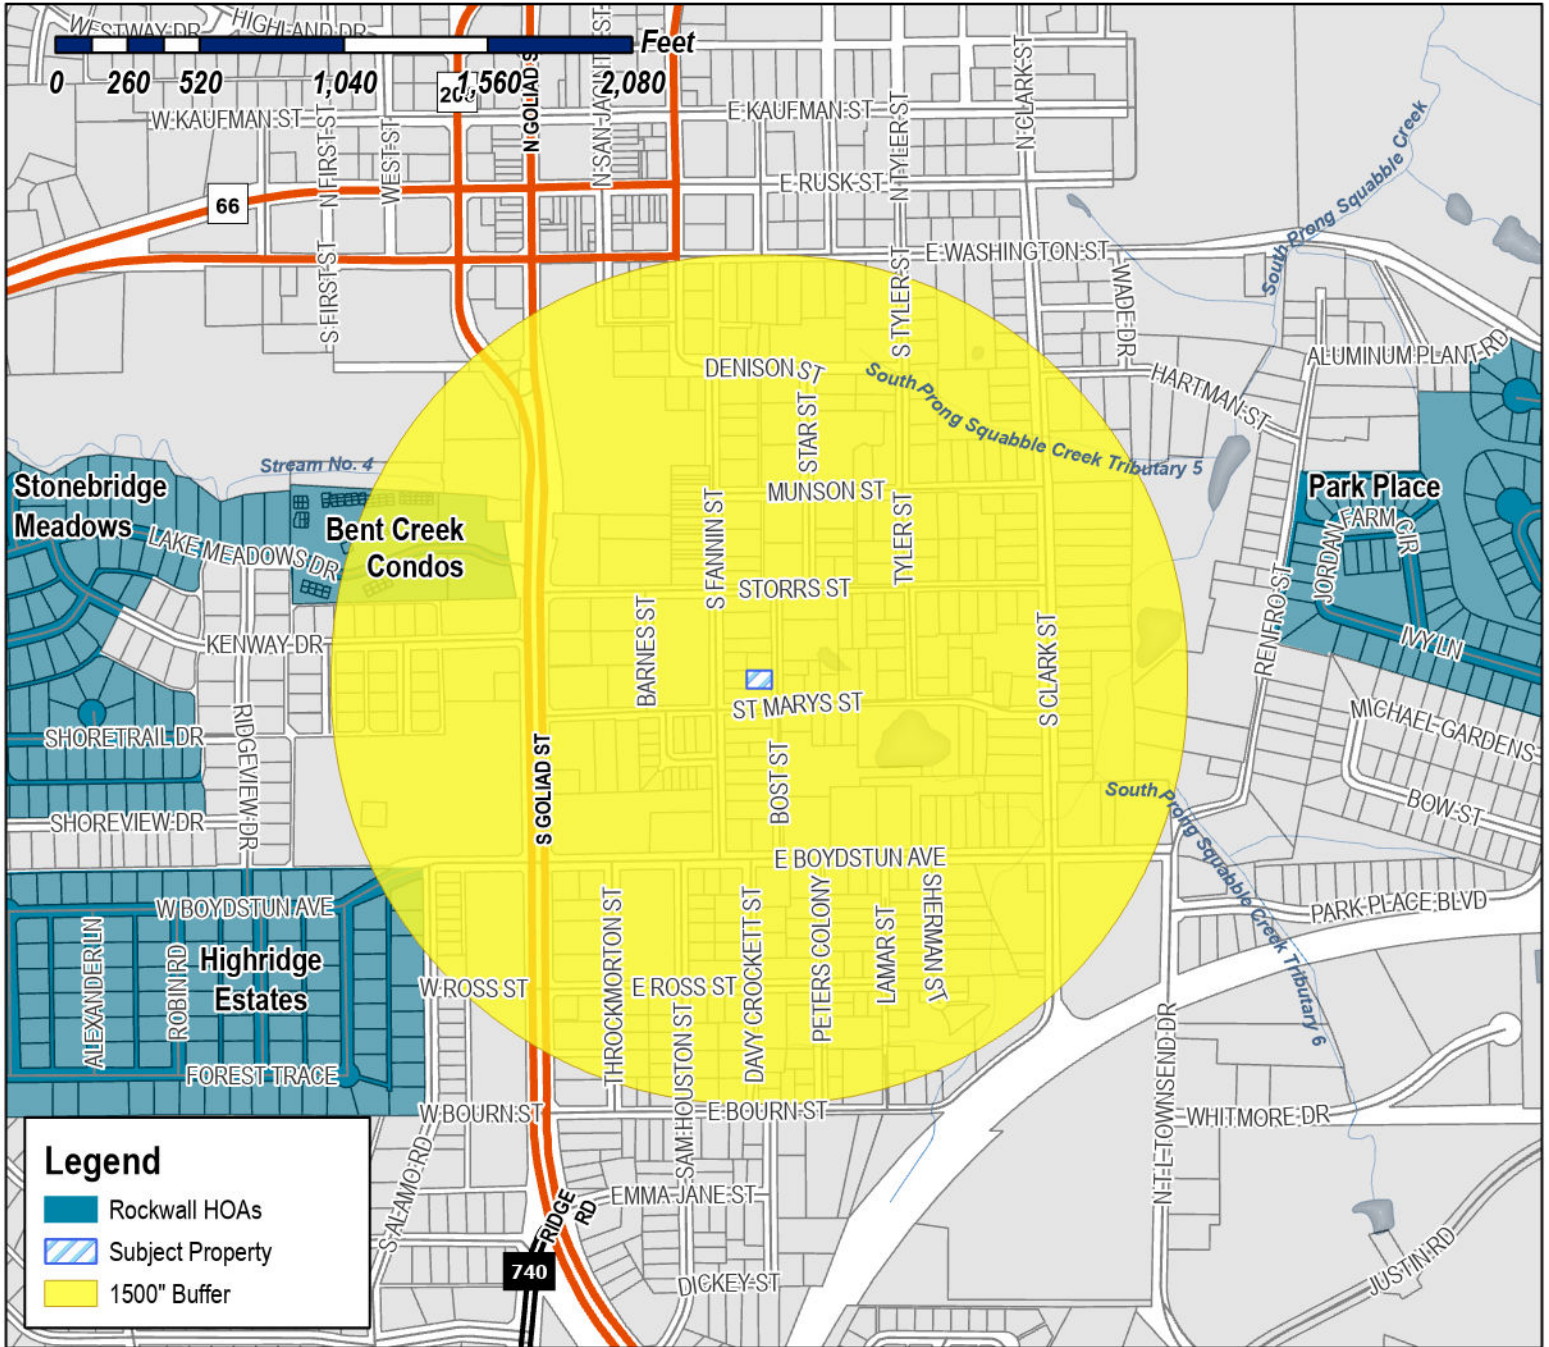 WESTWAY DR
HIGHLAND DR
Feet
0 260 520 1,040 1,560 2,080
N GOLIAD S
N SAN JACINT
ST
N CLARK ST
W KAUFMAN ST
E KAUFMAN ST
N FIRST ST
WEST ST
N TYLER ST
E RUSK ST
66
South Prong Squabble Creek
E WASHINGTON ST
S FIRST ST
S TYLER ST
WADE DR
DENISON ST
South Prong Squabble Creek Tributary 5
ALUMINUM PLANT RD
HARTMAN ST
STAR ST
Stream No. 4
Stonebridge
Meadows
Bent Creek
Condos
LAKE MEADOWS DR
MUNSON ST
S FANNIN ST
TYLER ST
Park Place
JORDAN FARM CIR
STORRS ST
BARNES ST
S CLARK ST
RENFRO ST
IVY LN
KENWAY DR
ST MARYS ST
SHORETRAIL DR
RIDGEVIEW DR
MICHAEL GARDENS
S GOLIAD ST
BOST ST
South Prong Squabble Creek Tributary 6
BOW ST
SHOREVIEW DR
E BOYDSTUN AVE
W BOYDSTUN AVE
PARK PLACE BLVD
ALEXANDER LN
ROBIN RD
Highridge
Estates
THROCKMORTON ST
DAVY CROCKETT ST
PETERS COLONY
LAMAR ST
SHERMAN ST
W ROSS ST
E ROSS ST
SAM HOUSTON ST
N T L TOWNSEND DR
FOREST TRACE
W BOURN ST
E BOURN ST
WHITMORE DR
S ALAMO RD
EMMA JANE ST
RIDGE
RD
740
DICKEY ST
JUSTIN RD
Legend
Rockwall HOAs
Subject Property
1500" Buffer